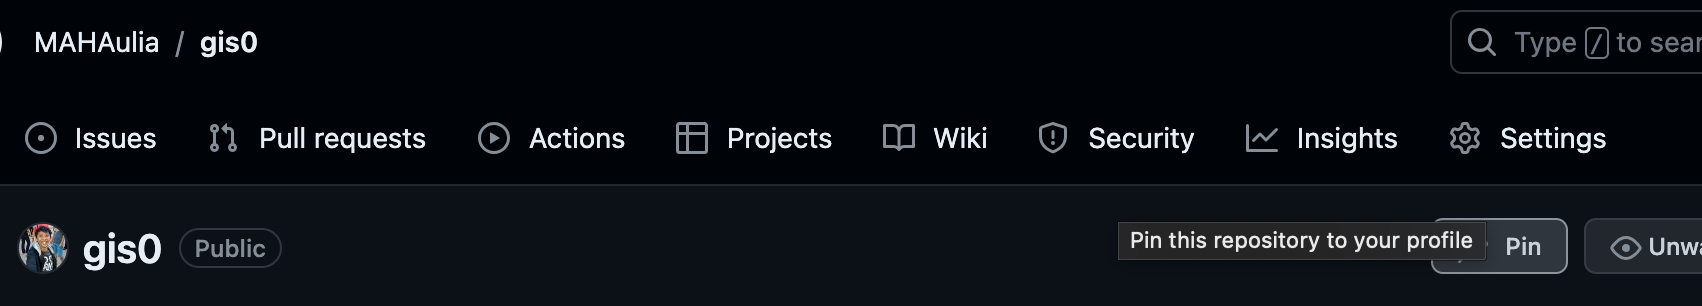 MAHAulia / gis0
Type / to sear
Issues Pull requests Actions Projects Wiki Security Insights Settings
gis0 Public
Pin this repository to your profile
Pin Unwa